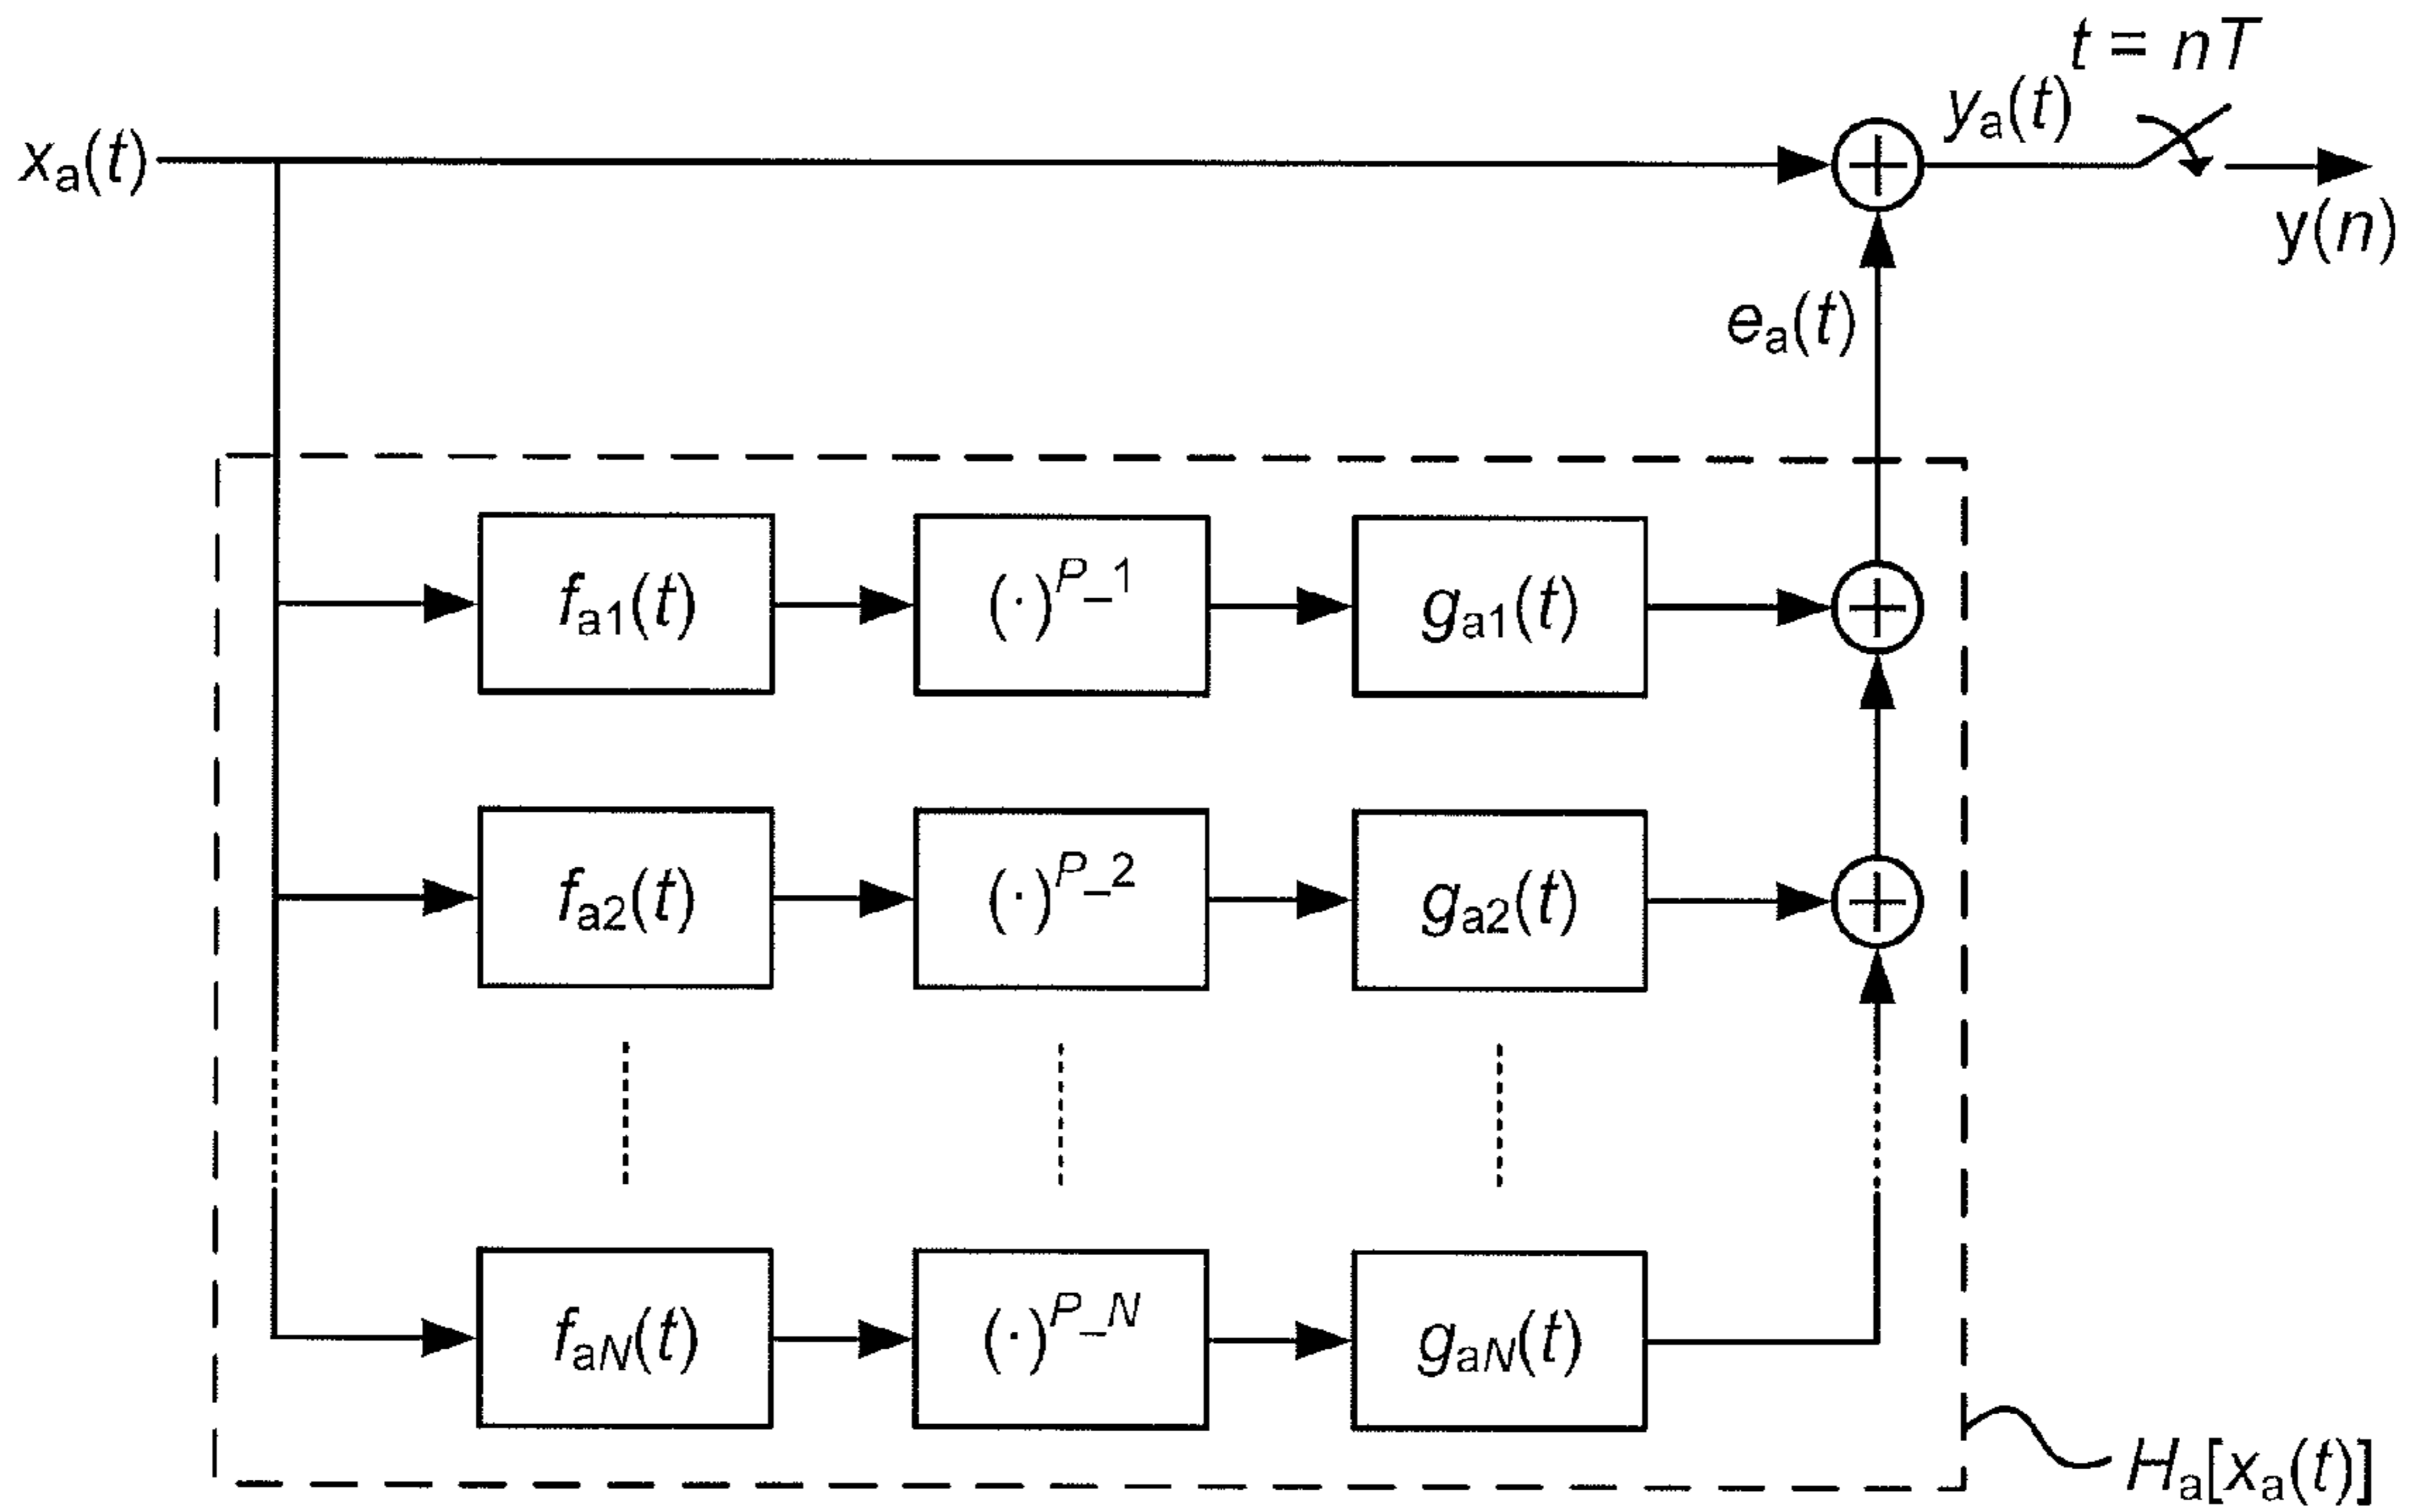 t = nT
xa(t)
ya(t)
y(n)
ea(t)
fa1(t) (·)P_1 ga1(t)
fa2(t) (·)P_2 ga2(t)
faN(t) (·)P_N gaN(t)
Ha[xa(t)]